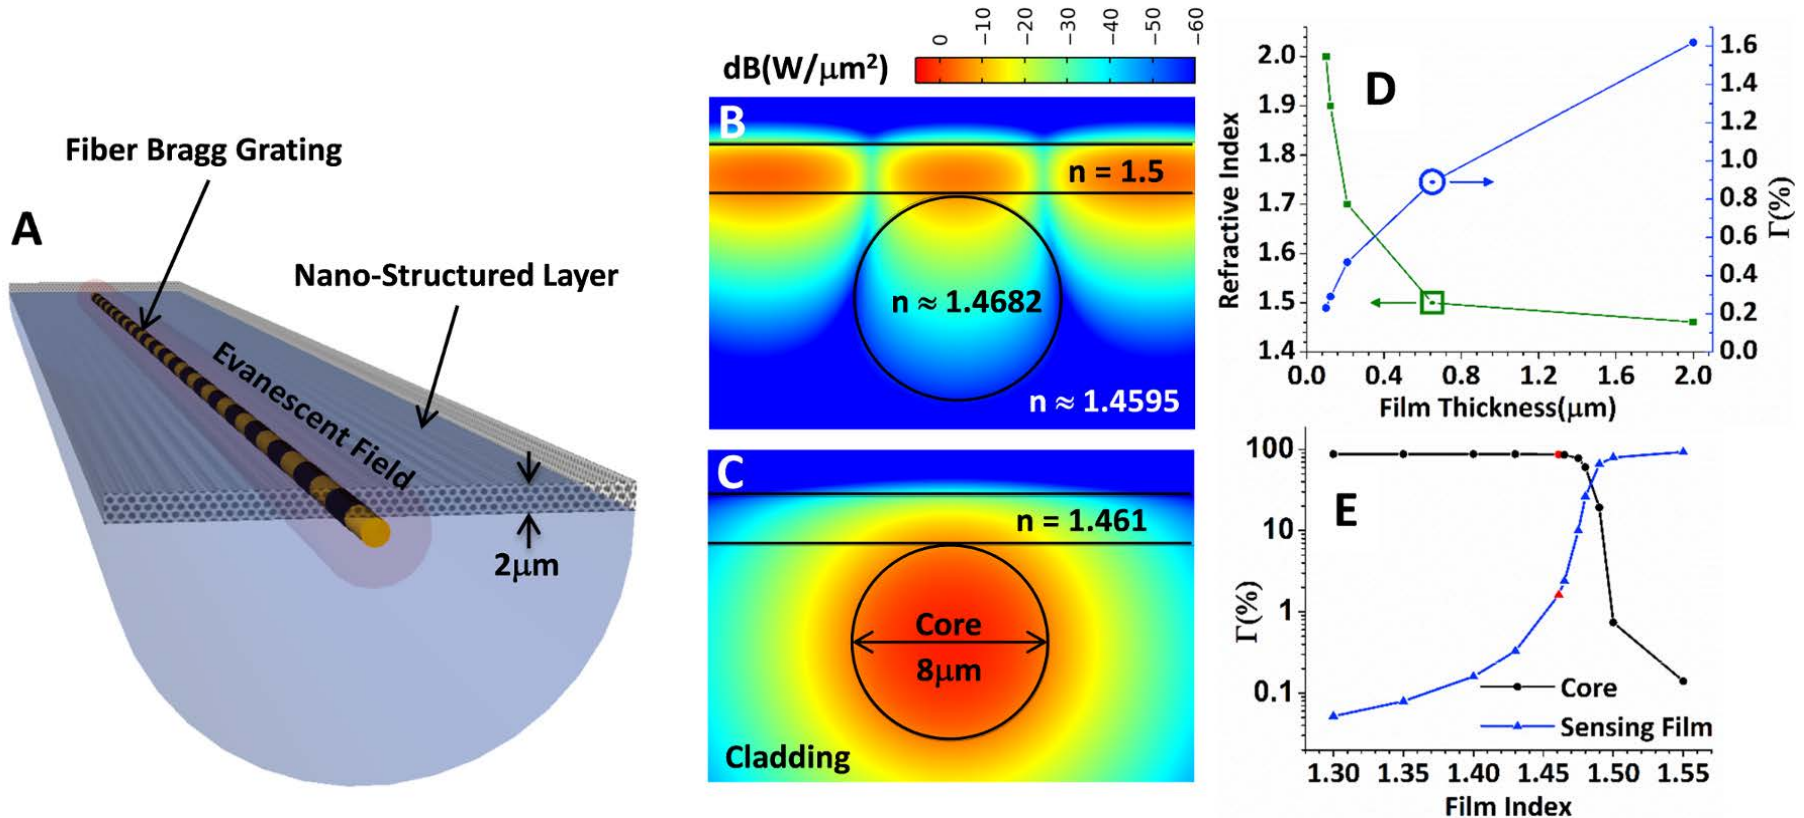 A
Fiber Bragg Grating
Nano-Structured Layer
Evanescent Field
2μm
dB(W/μm²)
0 −10 −20 −30 −40 −50 −60
B
n = 1.5
n ≈ 1.4682
n ≈ 1.4595
C
n = 1.461
Core
8μm
Cladding
D
Refractive Index
2.0
1.9
1.8
1.7
1.6
1.5
1.4
Γ(%)
1.6
1.4
1.2
1.0
0.8
0.6
0.4
0.2
0.0
0.0 0.4 0.8 1.2 1.6 2.0
Film Thickness(μm)
E
Γ(%)
100
10
1
0.1
Core
Sensing Film
1.30 1.35 1.40 1.45 1.50 1.55
Film Index